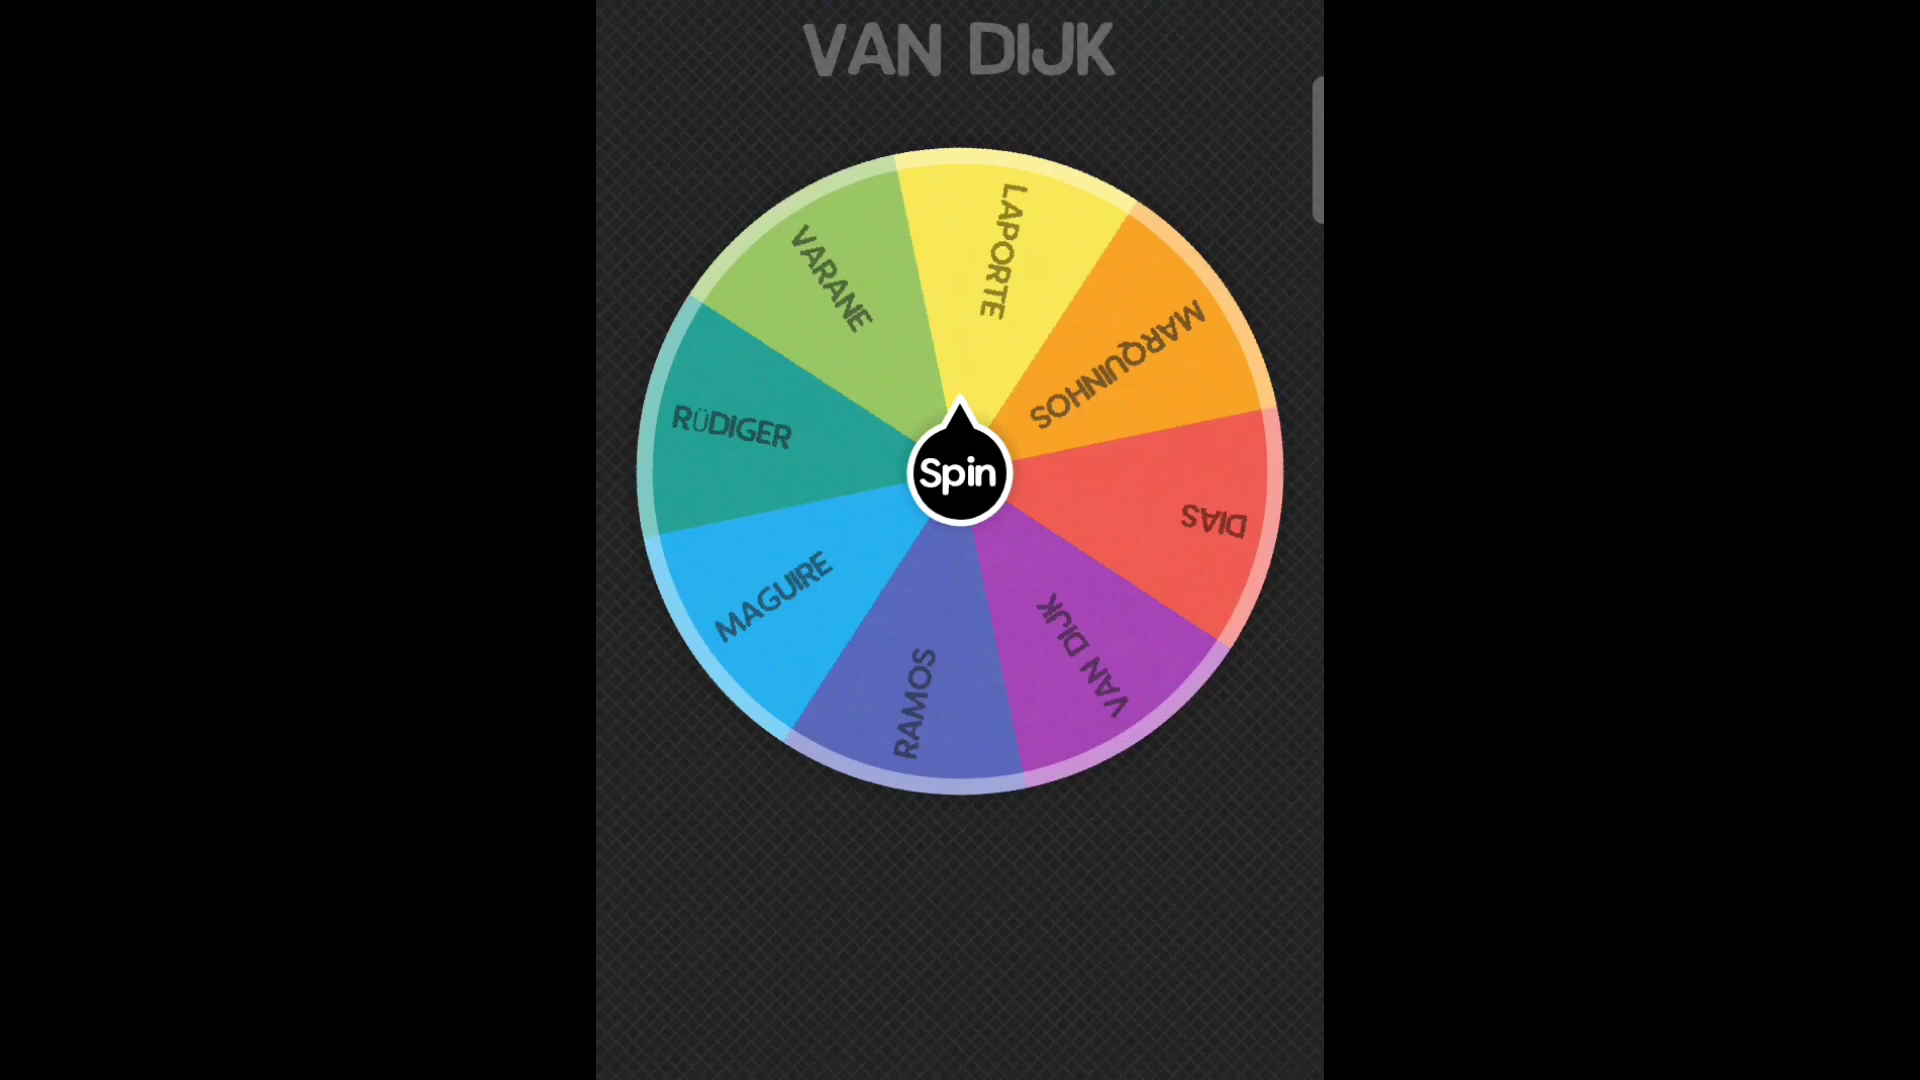 VAN DIJK
LAPORTE
MARQUINHOS
DIAS
VAN DIJK
RAMOS
MAGUIRE
RÜDIGER
VARANE
Spin